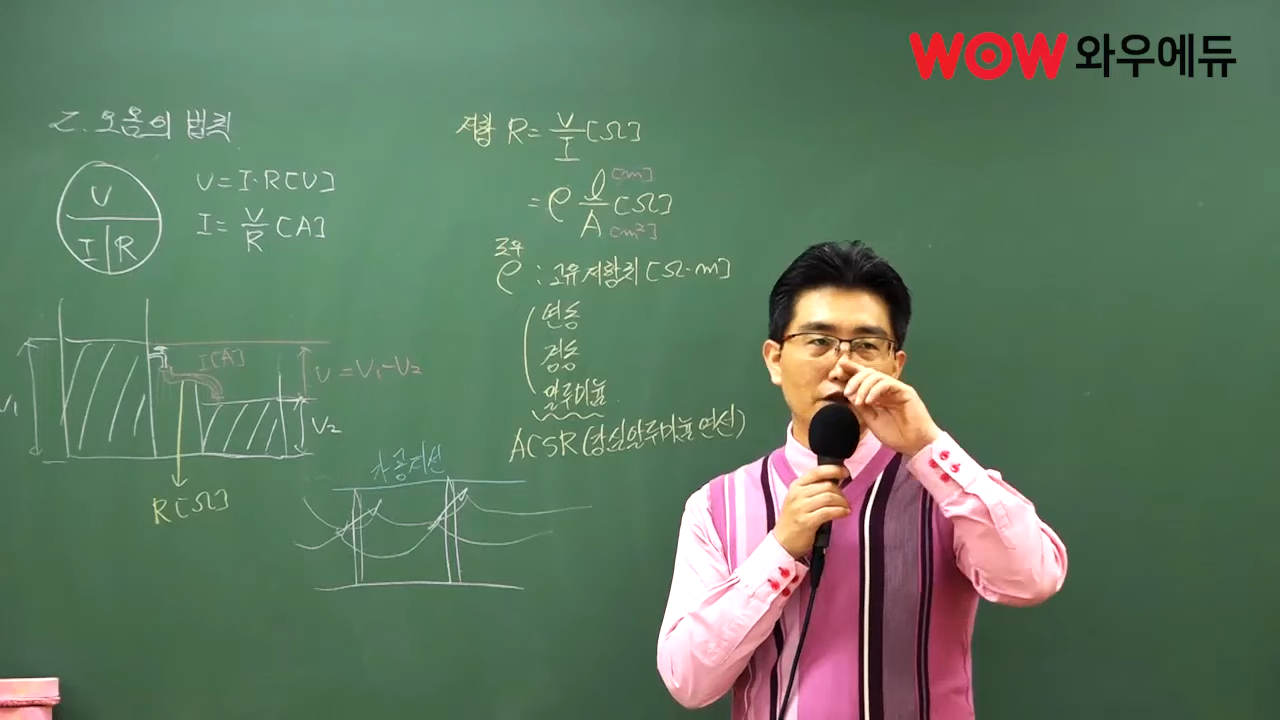 WOW 와우에듀
2. 오옴의 법칙
V
I R
V=I·R[V]
I=V/R [A]
저항 R=V/I[Ω]
=ρ l/A [Ω]
[m]
[m²]
로우
ρ : 고유저항치[Ω·m]
연동
경동
알루미늄
ACSR(강심알루미늄연선)
V₁
I[A]
V=V₁-V₂
V₂
R[Ω]
가공지선